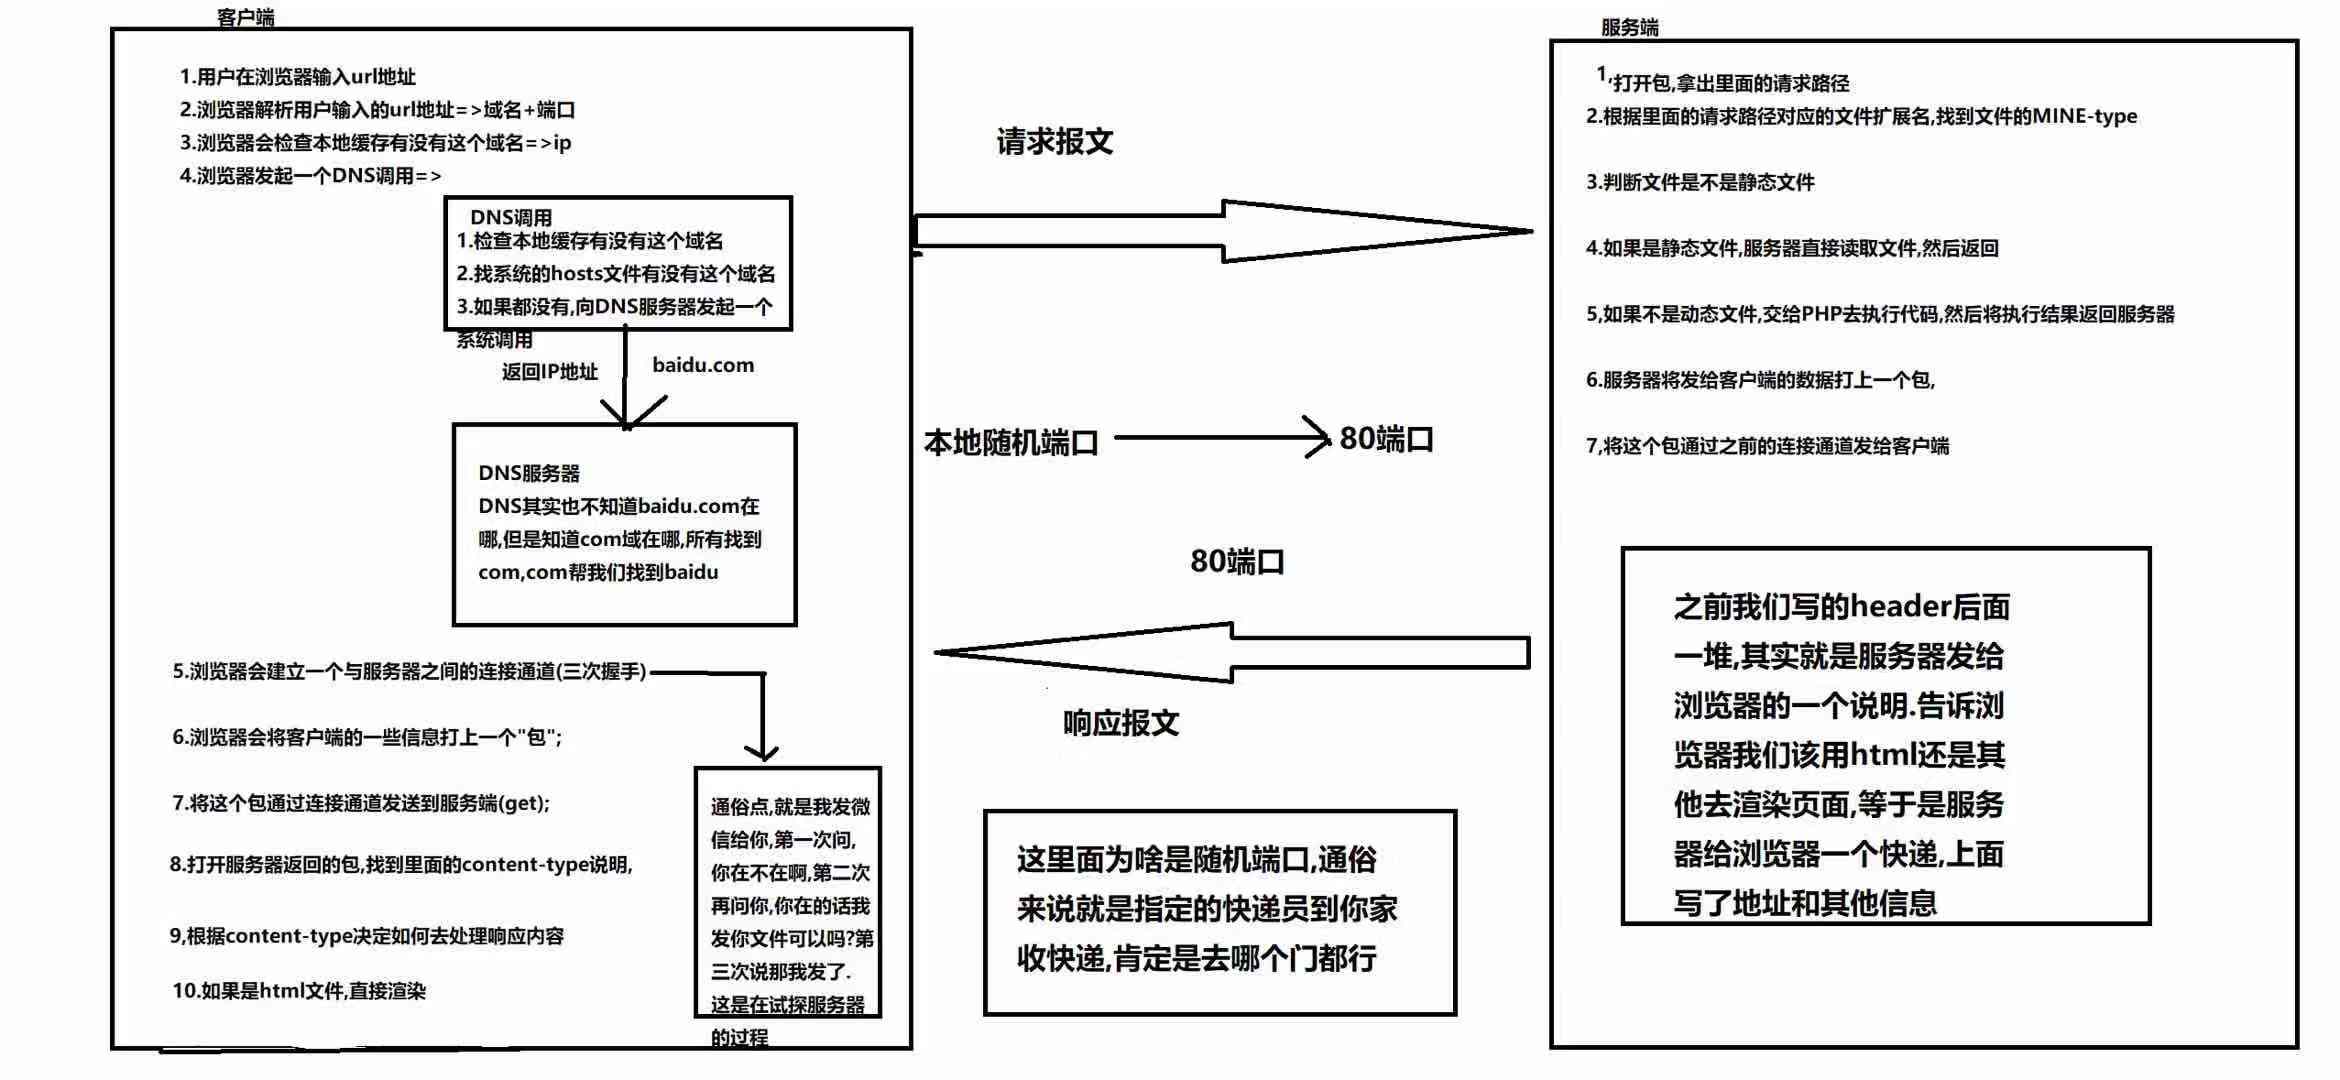 客户端
1.用户在浏览器输入url地址
2.浏览器解析用户输入的url地址=>域名+端口
3.浏览器会检查本地缓存有没有这个域名=>ip
4.浏览器发起一个DNS调用=>
DNS调用
1.检查本地缓存有没有这个域名
2.找系统的hosts文件有没有这个域名
3.如果都没有,向DNS服务器发起一个
系统调用
返回IP地址
baidu.com
DNS服务器
DNS其实也不知道baidu.com在
哪,但是知道com域在哪,所有找到
com,com帮我们找到baidu
5.浏览器会建立一个与服务器之间的连接通道(三次握手)
6.浏览器会将客户端的一些信息打上一个"包";
7.将这个包通过连接通道发送到服务端(get);
8.打开服务器返回的包,找到里面的content-type说明,
9,根据content-type决定如何去处理响应内容
10.如果是html文件,直接渲染
通俗点,就是我发微
信给你,第一次问,
你在不在啊,第二次
再问你,你在的话我
发你文件可以吗?第
三次说那我发了.
这是在试探服务器
的过程
请求报文
本地随机端口
80端口
80端口
响应报文
这里面为啥是随机端口,通俗
来说就是指定的快递员到你家
收快递,肯定是去哪个门都行
服务端
1,打开包,拿出里面的请求路径
2.根据里面的请求路径对应的文件扩展名,找到文件的MINE-type
3.判断文件是不是静态文件
4.如果是静态文件,服务器直接读取文件,然后返回
5,如果不是动态文件,交给PHP去执行代码,然后将执行结果返回服务器
6.服务器将发给客户端的数据打上一个包,
7,将这个包通过之前的连接通道发给客户端
之前我们写的header后面
一堆,其实就是服务器发给
浏览器的一个说明.告诉浏
览器我们该用html还是其
他去渲染页面,等于是服务
器给浏览器一个快递,上面
写了地址和其他信息